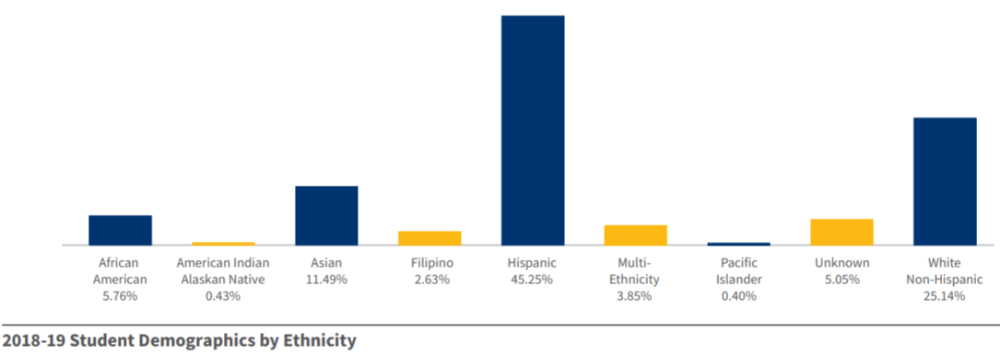 African
American
5.76%
American Indian
Alaskan Native
0.43%
Asian
11.49%
Filipino
2.63%
Hispanic
45.25%
Multi-
Ethnicity
3.85%
Pacific
Islander
0.40%
Unknown
5.05%
White
Non-Hispanic
25.14%
2018-19 Student Demographics by Ethnicity